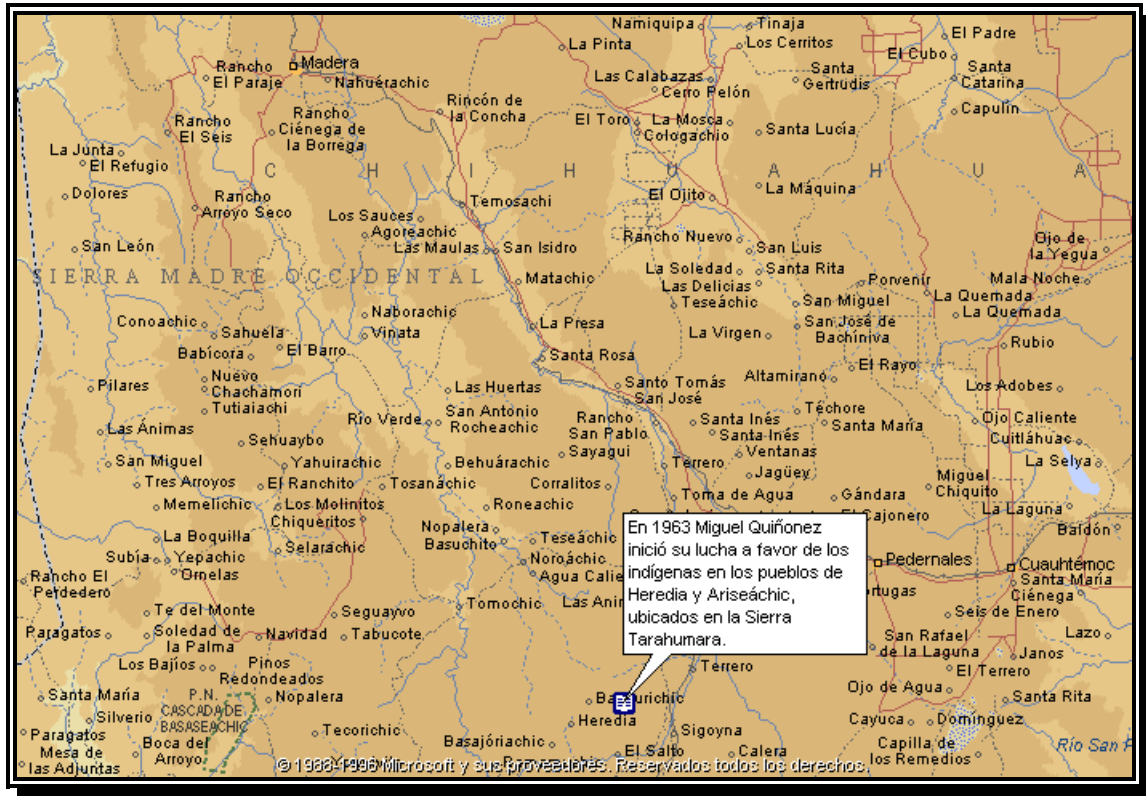 Namiquipa
Tinaja
La Pinta
Los Cerritos
El Padre
El Cubo
Rancho
El Paraje
Madera
Nahuérachic
Las Calabazas
Cerro Pelón
Santa
Gertrudis
Santa
Catarina
Rincón de
la Concha
Capulín
Rancho
El Seis
Rancho
Ciénega de
la Borrega
El Toro
La Mosca
Cologachio
Santa Lucía
La Junta
El Refugio
CHIHUAHUA
Dolores
Rancho
Arroyo Seco
Temosachi
El Ojito
La Máquina
Los Sauces
Agoreachic
Las Maulas
San Isidro
San León
Rancho Nuevo
San Luis
Ojo de
la Yegua
SIERRA MADRE OCCIDENTAL
Matachic
La Soledad
Santa Rita
Las Delicias
Teseáchic
Porvenir
Mala Noche
La Quemada
La Quemada
San Miguel
Conoachic
Sahuela
Naborachic
Vinata
La Presa
La Virgen
San José de
Bachíniva
Rubio
Babícora
El Barro
Santa Rosa
El Rayo
Pilares
Nuevo
Chachamori
Tutiaiachi
Las Huertas
Santo Tomás
San José
Altamirano
Los Adobes
Río Verde
San Antonio
Rocheachic
Rancho
San Pablo
Sayagui
Santa Inés
Santa Inés
Téchore
Santa María
Ojo Caliente
Cuitláhuac
Las Ánimas
Sehuaybo
Ventanas
La Selya
San Miguel
Yahuirachic
Behuárachic
Terrero
Jagüey
Tres Arroyos
El Ranchito
Tosanachic
Corralitos
Miguel
Chiquito
Memelichic
Los Molinitos
Chiqueritos
Roneachic
Toma de Agua
Gándara
La Laguna
Nopalera
Basuchito
El Cajonero
Baldón
La Boquilla
Selarachic
Teseáchic
Subía
Yepachic
Ornelas
Noroáchic
Agua Calie
Pedernales
Cuauhtémoc
Santa María
Ciénega
Rancho El
Perdedero
En 1963 Miguel Quiñonez
inició su lucha a favor de los
indígenas en los pueblos de
Heredia y Ariseáchic,
ubicados en la Sierra
Tarahumara.
rtugas
Te del Monte
Seguayvo
Tomochic
Las Anir
Seis de Enero
Paragatos
Soledad de
la Palma
Navidad
Tabucote
San Rafael
de la Laguna
Lazo
Janos
Los Bajíos
Pinos
Redondeados
Terrero
El Terrero
Santa María
P.N.
CASCADA DE
BASASEACHIC
Nopalera
Ba urichic
Ojo de Agua
Santa Rita
Silverio
Heredia
Cayuca
Domínguez
Paragatos
Tecorichic
Sigoyna
Mesa de
las Adjuntas
Boca del
Arroyo
Basajóriachic
El Salto
Calera
Capilla de
los Remedios
Río San
© 1988-1996 Microsoft y sus proveedores. Reservados todos los derechos.